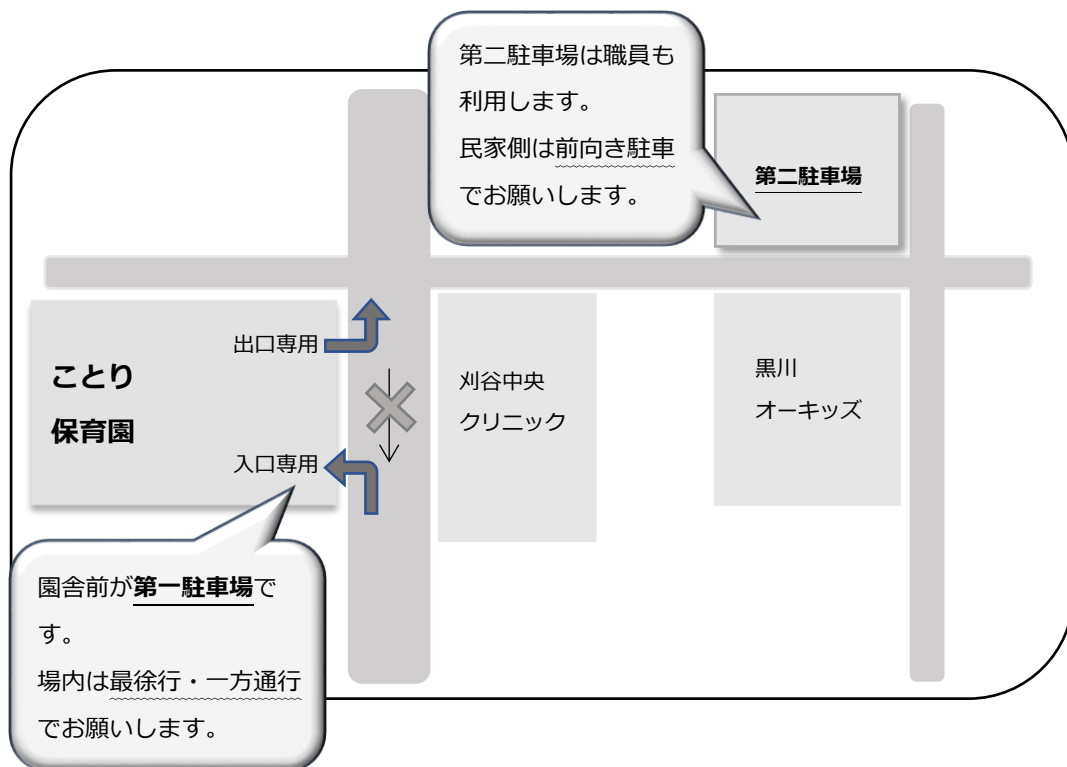 第二駐車場は職員も
利用します。
民家側は前向き駐車
でお願いします。
第二駐車場
出口専用
ことり
保育園
入口専用
刈谷中央
クリニック
黒川
オーキッズ
園舎前が第一駐車場で
す。
場内は最徐行・一方通行
でお願いします。